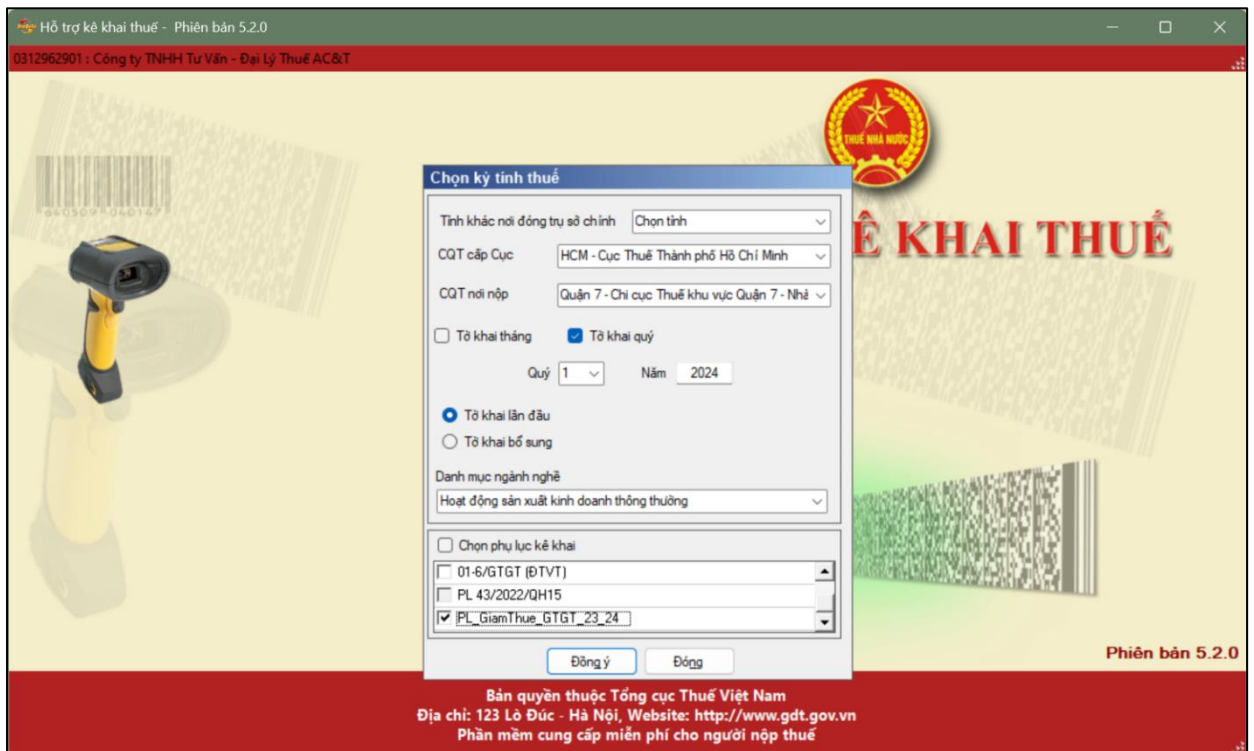 Hỗ trợ kê khai thuế - Phiên bản 5.2.0
0312962901 : Công ty TNHH Tư Vấn - Đại Lý Thuế AC&T
THUẾ NHÀ NƯỚC
640509 040147
Ê KHAI THUẾ
Chọn kỳ tính thuế
Tỉnh khác nơi đóng trụ sở chính Chọn tỉnh
CQT cấp Cục HCM - Cục Thuế Thành phố Hồ Chí Minh
CQT nơi nộp Quận 7 - Chi cục Thuế khu vực Quận 7 - Nhà
Tờ khai tháng Tờ khai quý
Quý 1 Năm 2024
Tờ khai lần đầu
Tờ khai bổ sung
Danh mục ngành nghề
Hoạt động sản xuất kinh doanh thông thường
Chọn phụ lục kê khai
01-6/GTGT (ĐTVT)
PL 43/2022/QH15
PL_GiamThue_GTGT_23_24
Đồng ý Đóng
Phiên bản 5.2.0
Bản quyền thuộc Tổng cục Thuế Việt Nam
Địa chỉ: 123 Lò Đúc - Hà Nội, Website: http://www.gdt.gov.vn
Phần mềm cung cấp miễn phí cho người nộp thuế